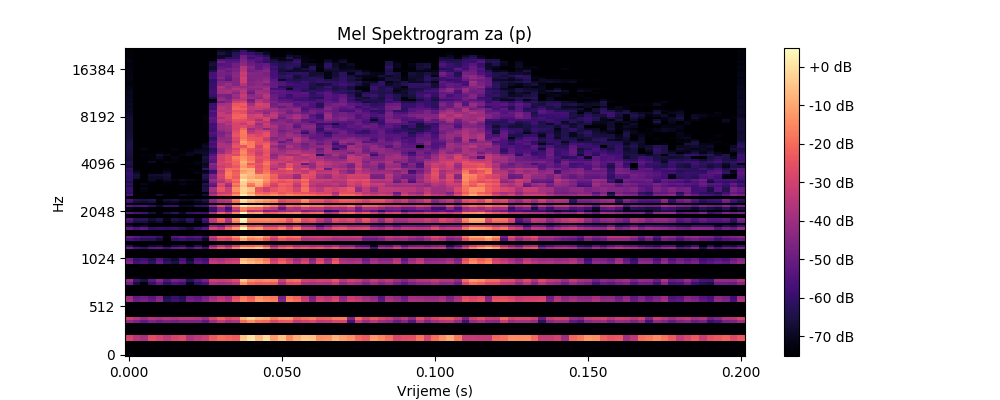 Mel Spektrogram za (p)
16384
8192
4096
2048
1024
512
0
Hz
0.000 0.050 0.100 0.150 0.200
Vrijeme (s)
+0 dB
-10 dB
-20 dB
-30 dB
-40 dB
-50 dB
-60 dB
-70 dB